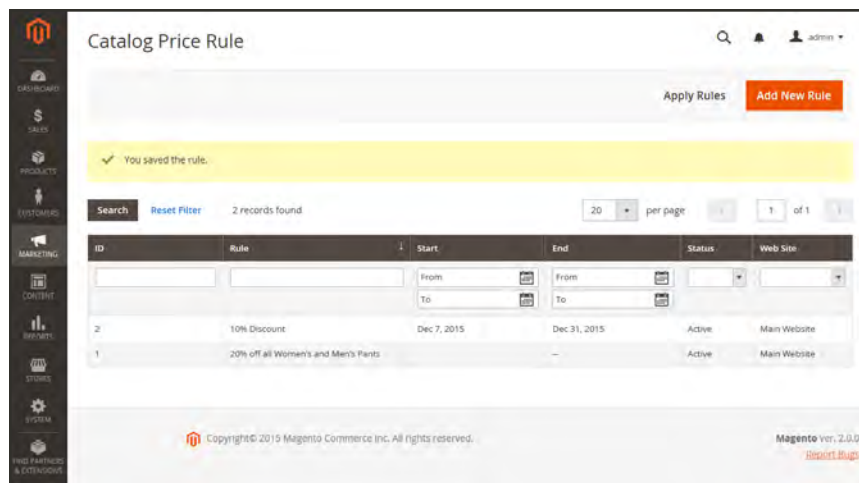 Catalog Price Rule
admin
Apply Rules
Add New Rule
You saved the rule.
Search Reset Filter 2 records found 20 per page 1 of 1
ID Rule Start End Status Web Site
From From
To To
2 10% Discount Dec 7, 2015 Dec 31, 2015 Active Main Website
1 20% off all Women's and Men's Pants -- Active Main Website
DASHBOARD
$
SALES
PRODUCTS
CUSTOMERS
MARKETING
CONTENT
REPORTS
STORES
SYSTEM
FIND PARTNERS
& EXTENSIONS
Copyright© 2015 Magento Commerce Inc. All rights reserved.
Magento ver. 2.0.0
Report Bugs